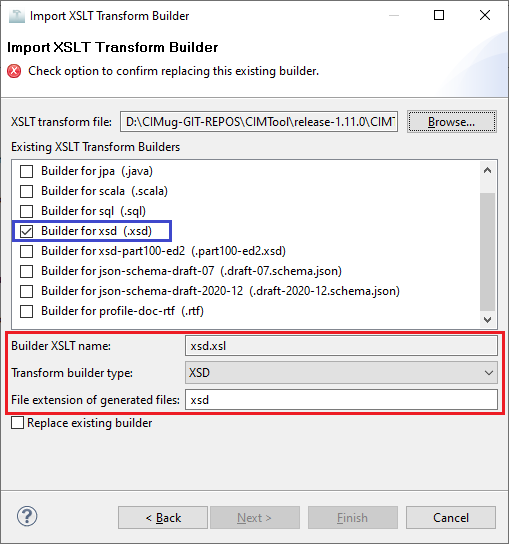 Import XSLT Transform Builder
Import XSLT Transform Builder
Check option to confirm replacing this existing builder.
XSLT transform file: D:\CIMug-GIT-REPOS\CIMTool\release-1.11.0\CIMT Browse...
Existing XSLT Transform Builders
Builder for jpa (.java)
Builder for scala (.scala)
Builder for sql (.sql)
Builder for xsd (.xsd)
Builder for xsd-part100-ed2 (.part100-ed2.xsd)
Builder for json-schema-draft-07 (.draft-07.schema.json)
Builder for json-schema-draft-2020-12 (.draft-2020-12.schema.json)
Builder for profile-doc-rtf (.rtf)
Builder XSLT name: xsd.xsl
Transform builder type: XSD
File extension of generated files: xsd
Replace existing builder
? < Back Next > Finish Cancel